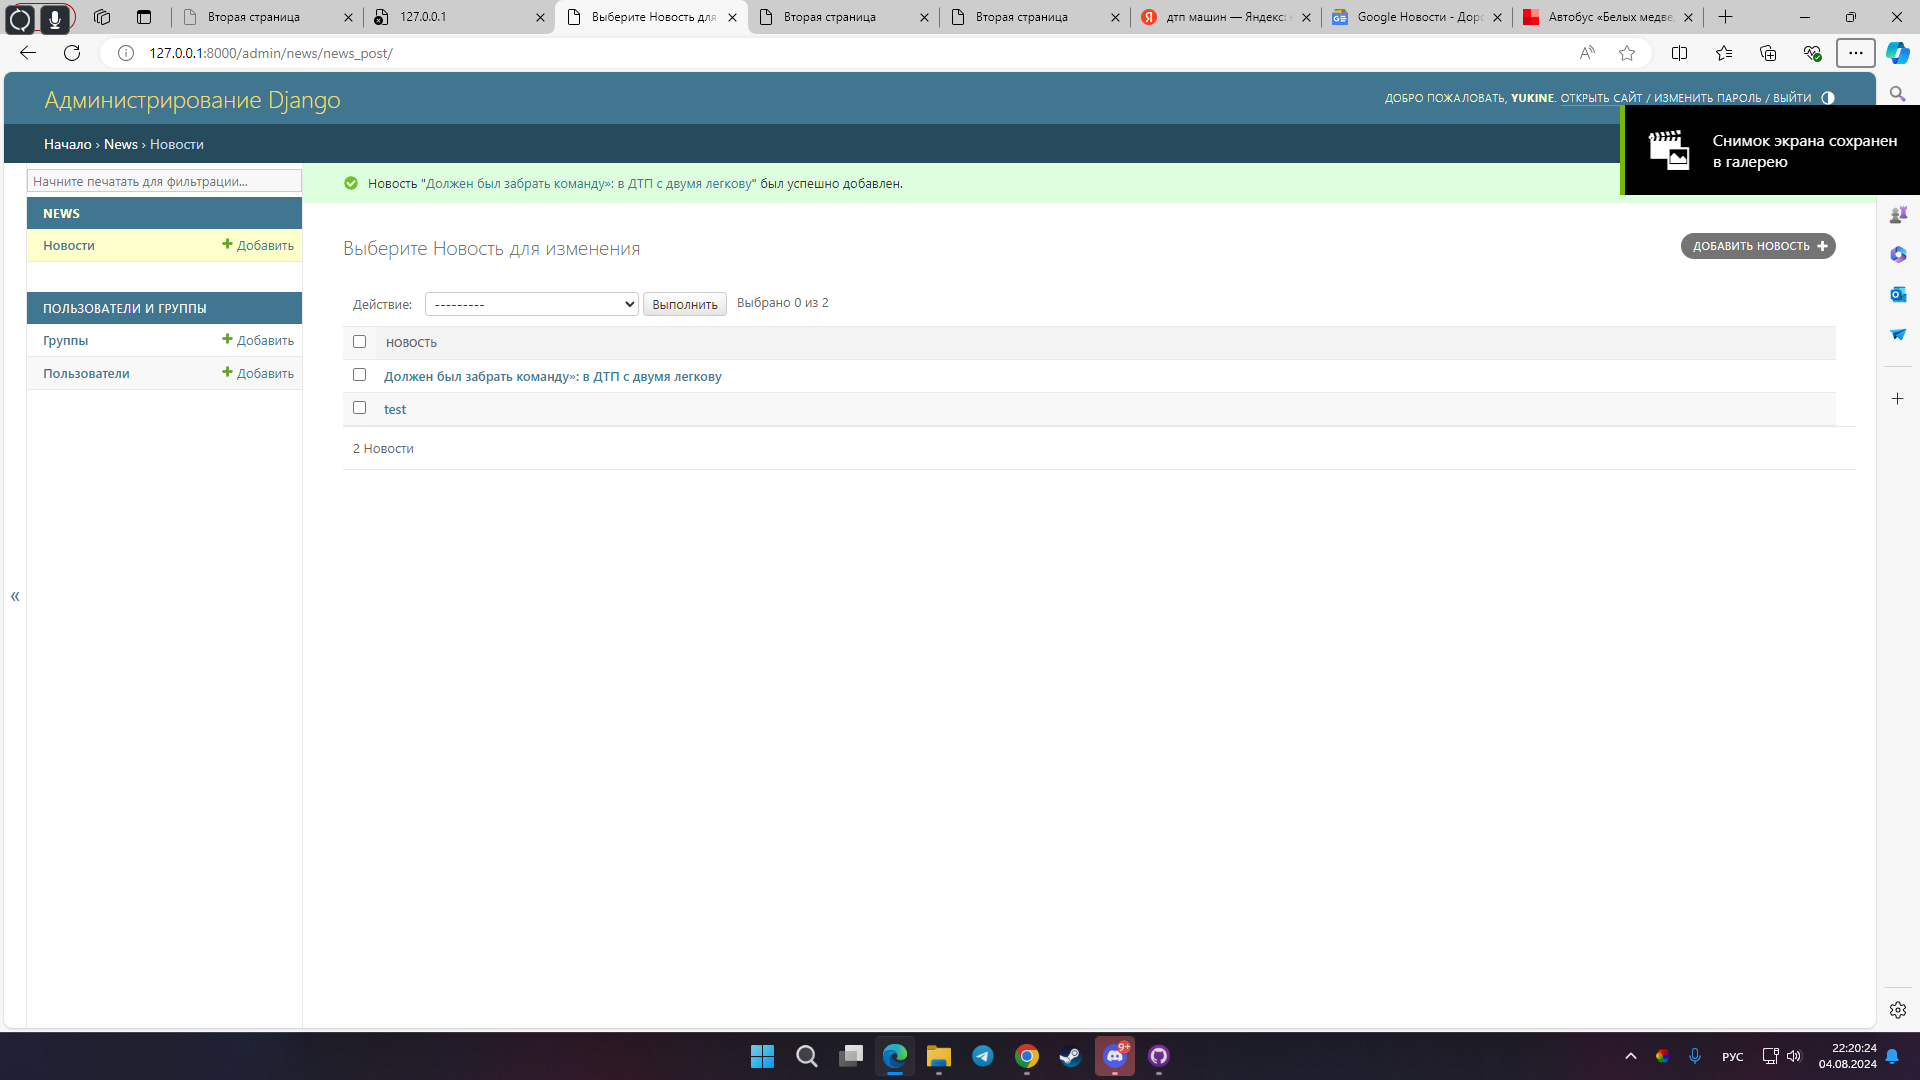 Вторая страница
127.0.0.1
Выберите Новость для
Вторая страница
Вторая страница
дтп машин — Яндекс:
Google Новости - Доро
Автобус «Белых медве
127.0.0.1:8000/admin/news/news_post/
Администрирование Django
ДОБРО ПОЖАЛОВАТЬ, YUKINE. ОТКРЫТЬ САЙТ / ИЗМЕНИТЬ ПАРОЛЬ / ВЫЙТИ
Снимок экрана сохранен
в галерею
Начало › News › Новости
Начните печатать для фильтрации...
Новость "Должен был забрать команду»: в ДТП с двумя легкову" был успешно добавлен.
NEWS
Новости Добавить
ПОЛЬЗОВАТЕЛИ И ГРУППЫ
Группы Добавить
Пользователи Добавить
«
Выберите Новость для изменения
ДОБАВИТЬ НОВОСТЬ
Действие: --------- Выполнить Выбрано 0 из 2
НОВОСТЬ
Должен был забрать команду»: в ДТП с двумя легкову
test
2 Новости
9+
РУС
22:20:24
04.08.2024